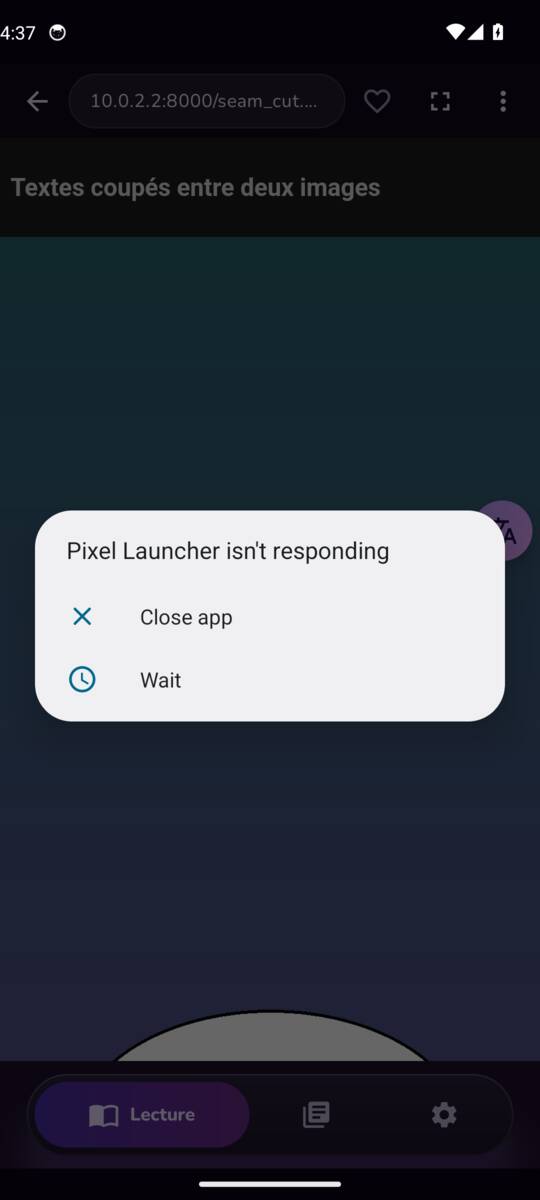 4:37
10.0.2.2:8000/seam_cut....
Textes coupés entre deux images
Pixel Launcher isn't responding
Close app
Wait
Lecture